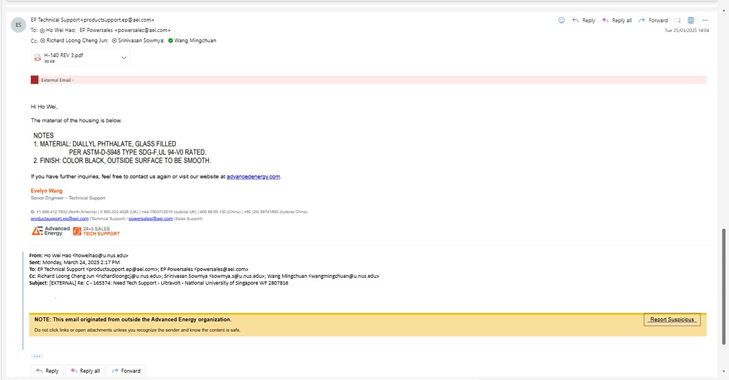 ES
EP Technical Support<productsupport.ep@aei.com>
To: Ho Wei Hao; EP Powersales <powersales@aei.com>
Cc: Richard Loong Cheng Jun; Srinivasan Sowmya; Wang Mingchuan
Reply Reply all Forward
Tue 25/03/2025 14:04
H-140 REV 3.pdf
90 KB
- External Email -
Hi Ho Wei,
The material of the housing is below.
NOTES
1. MATERIAL: DIALLYL PHTHALATE, GLASS FILLED
PER ASTM-D-5948 TYPE SDG-F.UL 94-V0 RATED.
2. FINISH: COLOR BLACK, OUTSIDE SURFACE TO BE SMOOTH.
If you have further inquiries, feel free to contact us again or visit our website at advancedenergy.com.
Evelyn Wang
Senior Engineer – Technical Support
productsupport.ep@aei.com (Technical Support) powersales@aei.com (Sales Support)
Advanced Energy
24x5 SALES TECH SUPPORT
From: Ho Wei Hao <howeihao@u.nus.edu>
Sent: Monday, March 24, 2025 2:17 PM
To: EP Technical Support <productsupport.ep@aei.com>; EP Powersales <powersales@aei.com>
Cc: Richard Loong Cheng Jun <richardloongcj@u.nus.edu>; Srinivasan Sowmya <sowmya.s@u.nus.edu>; Wang Mingchuan <wangmingchuan@u.nus.edu>
Subject: [EXTERNAL] Re: C - 165374: Need Tech Support - Ultravolt - National University of Singapore WF 2807816
NOTE: This email originated from outside the Advanced Energy organization.
Report Suspicious
Do not click links or open attachments unless you recognize the sender and know the content is safe.
Reply Reply all Forward